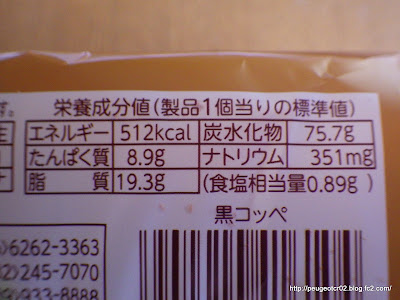 栄養成分値(製品1個当りの標準値)
エネルギー 512kcal 炭水化物 75.7g
たんぱく質 8.9g ナトリウム 351mg
脂 質 19.3g (食塩相当量0.89g)
黒コッペ
6262-3363
2)245-7070
933-8888
http://peugeotcr02.blog.fc2.com/